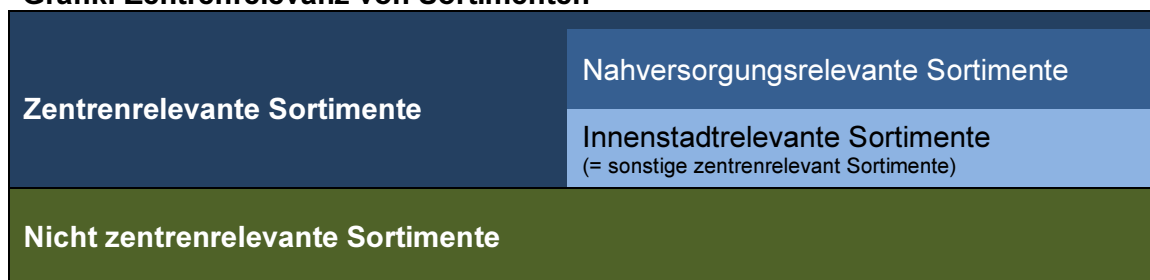 Grafik: Zentrenrelevanz von Sortimenten
Zentrenrelevante Sortimente
Nahversorgungsrelevante Sortimente
Innenstadtrelevante Sortimente
(= sonstige zentrenrelevant Sortimente)
Nicht zentrenrelevante Sortimente